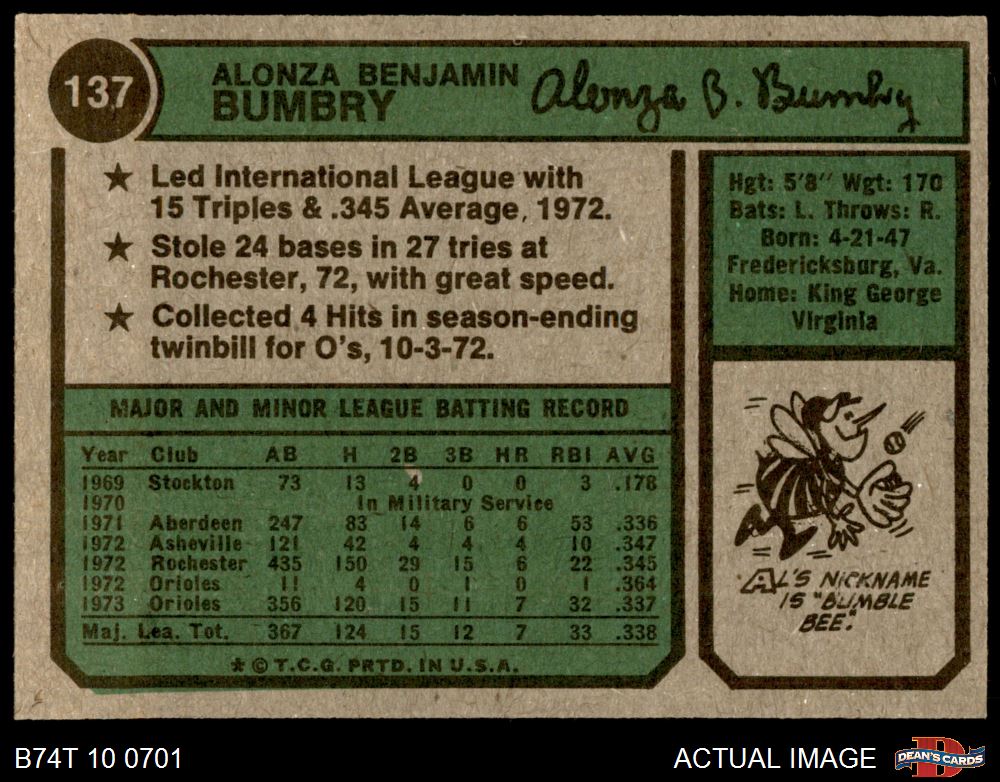 137
ALONZA BENJAMIN
BUMBRY
Alonza B. Bumbry
★ Led International League with
15 Triples & .345 Average, 1972.
★ Stole 24 bases in 27 tries at
Rochester, 72, with great speed.
★ Collected 4 Hits in season-ending
twinbill for O's, 10-3-72.
Hgt: 5'8" Wgt: 170
Bats: L. Throws: R.
Born: 4-21-47
Fredericksburg, Va.
Home: King George
Virginia
MAJOR AND MINOR LEAGUE BATTING RECORD
Year Club AB H 2B 3B HR RBI AVG
1969 Stockton 73 13 4 0 0 3 .178
1970 In Military Service
1971 Aberdeen 247 83 14 6 6 53 .336
1972 Asheville 121 42 4 4 4 10 .347
1972 Rochester 435 150 29 15 6 22 .345
1972 Orioles 11 4 0 1 0 1 .364
1973 Orioles 356 120 15 11 7 32 .337
Maj. Lea. Tot. 367 124 15 12 7 33 .338
★ © T.C.G. PRTD. IN U.S.A.
AL'S NICKNAME
IS "BUMBLE
BEE."
B74T 10 0701
ACTUAL IMAGE
D
DEAN'S CARDS